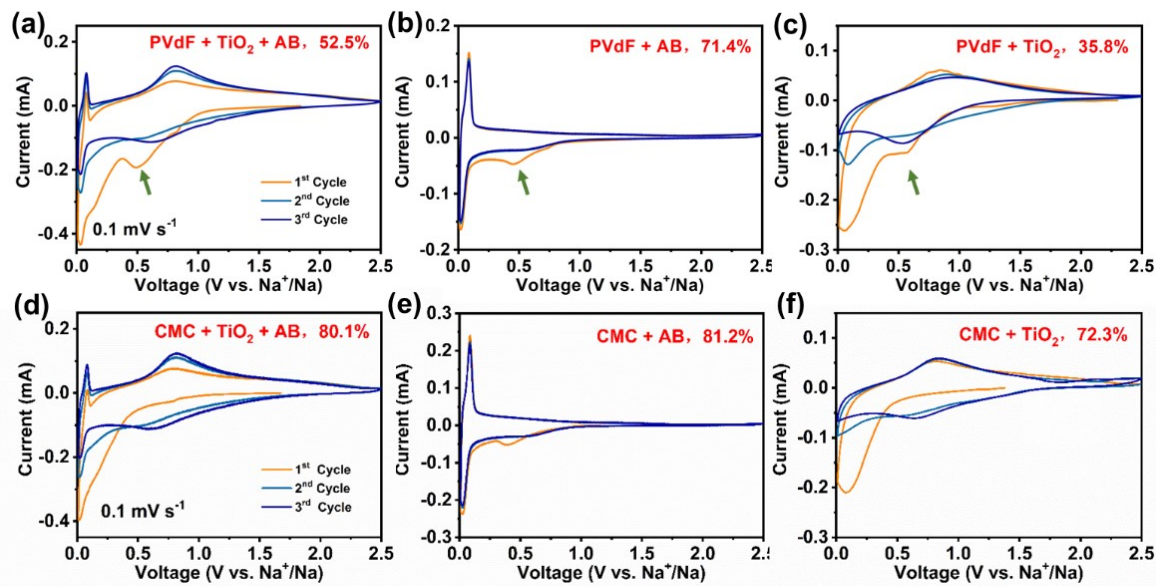 (a)
PVdF + TiO₂ + AB, 52.5%
0.2
0.0
-0.2
-0.4
Current (mA)
1st Cycle
2nd Cycle
3rd Cycle
0.1 mV s⁻¹
0.0 0.5 1.0 1.5 2.0 2.5
Voltage (V vs. Na⁺/Na)
(b)
PVdF + AB, 71.4%
0.2
0.1
0.0
-0.1
-0.2
Current (mA)
0.0 0.5 1.0 1.5 2.0 2.5
Voltage (V vs. Na⁺/Na)
(c)
PVdF + TiO₂, 35.8%
0.1
0.0
-0.1
-0.2
-0.3
Current (mA)
0.0 0.5 1.0 1.5 2.0 2.5
Voltage (V vs. Na⁺/Na)
(d)
CMC + TiO₂ + AB, 80.1%
0.2
0.0
-0.2
-0.4
Current (mA)
1st Cycle
2nd Cycle
3rd Cycle
0.1 mV s⁻¹
0.0 0.5 1.0 1.5 2.0 2.5
Voltage (V vs. Na⁺/Na)
(e)
CMC + AB, 81.2%
0.3
0.2
0.1
0.0
-0.1
-0.2
-0.3
Current (mA)
0.0 0.5 1.0 1.5 2.0 2.5
Voltage (V vs. Na⁺/Na)
(f)
CMC + TiO₂, 72.3%
0.1
0.0
-0.1
-0.2
-0.3
Current (mA)
0.0 0.5 1.0 1.5 2.0 2.5
Voltage (V vs. Na⁺/Na)